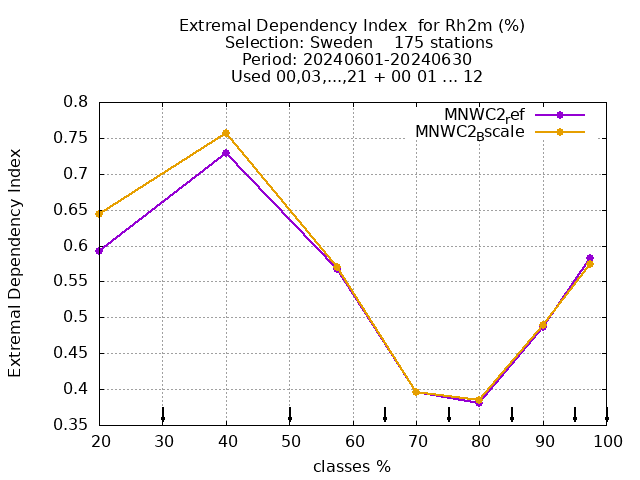 Extremal Dependency Index  for Rh2m (%)
Selection: Sweden    175 stations
Period: 20240601-20240630
Used 00,03,...,21 + 00 01 ... 12
MNWC2ref
MNWC2Bscale
Extremal Dependency Index
0.8
0.75
0.7
0.65
0.6
0.55
0.5
0.45
0.4
0.35
20 30 40 50 60 70 80 90 100
classes %